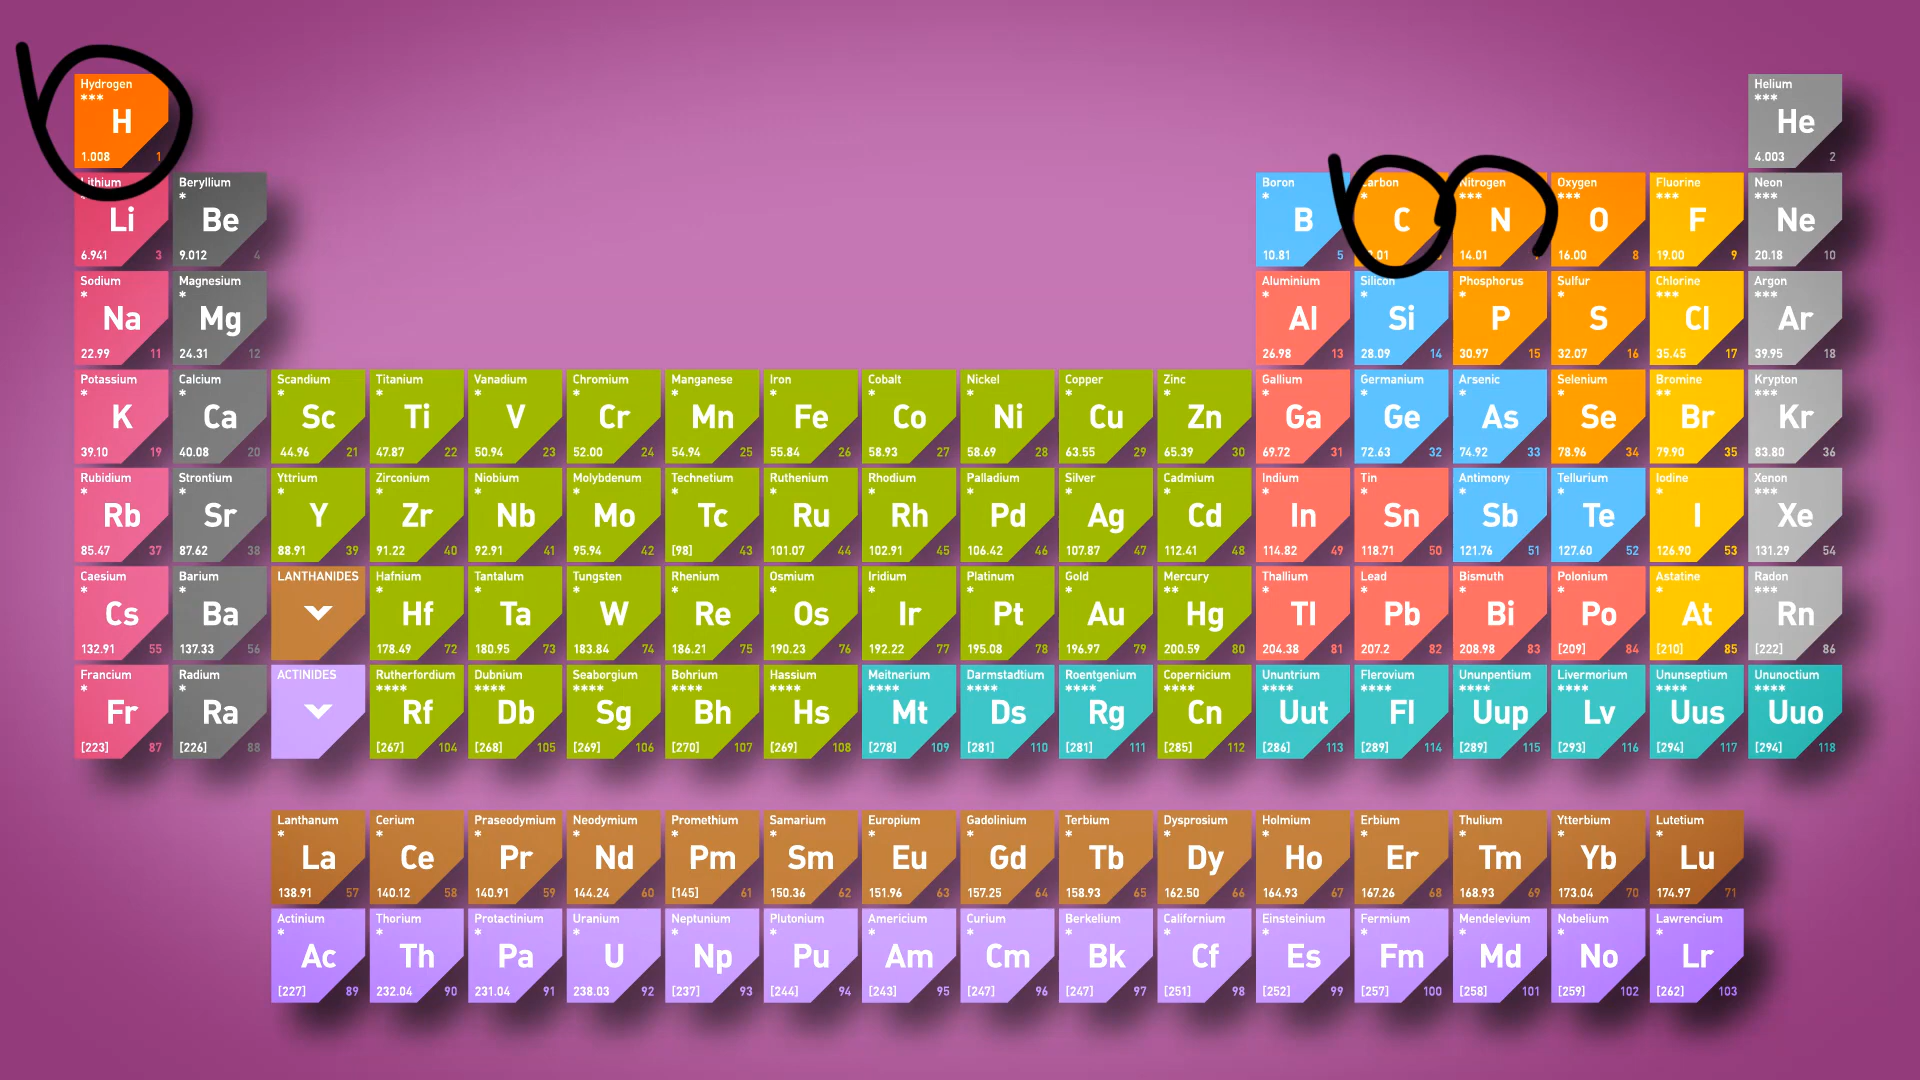 Hydrogen Helium
*** ***
H He
1.008 1 4.003 2
Lithium Beryllium Boron Carbon Nitrogen Oxygen Fluorine Neon
* * * *** *** *** ***
Li Be B C N O F Ne
6.941 3 9.012 4 10.81 5 14.01 16.00 8 19.00 9 20.18 10
Sodium Magnesium Aluminium Silicon Phosphorus Sulfur Chlorine Argon
* * * * * * *** ***
Na Mg Al Si P S Cl Ar
22.99 11 24.31 12 26.98 13 28.09 14 30.97 15 32.07 16 35.45 17 39.95 18
Potassium Calcium Scandium Titanium Vanadium Chromium Manganese Iron Cobalt Nickel Copper Zinc Gallium Germanium Arsenic Selenium Bromine Krypton
* * * * * * * * * * * * * * * * ** ***
K Ca Sc Ti V Cr Mn Fe Co Ni Cu Zn Ga Ge As Se Br Kr
39.10 19 40.08 20 44.96 21 47.87 22 50.94 23 52.00 24 54.94 25 55.84 26 58.93 27 58.69 28 63.55 29 65.39 30 69.72 31 72.63 32 74.92 33 78.96 34 79.90 35 83.80 36
Rubidium Strontium Yttrium Zirconium Niobium Molybdenum Technetium Ruthenium Rhodium Palladium Silver Cadmium Indium Tin Antimony Tellurium Iodine Xenon
* * * * * * * * * * * * * * * * * ***
Rb Sr Y Zr Nb Mo Tc Ru Rh Pd Ag Cd In Sn Sb Te I Xe
85.47 37 87.62 38 88.91 39 91.22 40 92.91 41 95.94 42 [98] 43 101.07 44 102.91 45 106.42 46 107.87 47 112.41 48 114.82 49 118.71 50 121.76 51 127.60 52 126.90 53 131.29 54
Caesium Barium LANTHANIDES Hafnium Tantalum Tungsten Rhenium Osmium Iridium Platinum Gold Mercury Thallium Lead Bismuth Polonium Astatine Radon
* * * * * * * * * * ** * * * * * ***
Cs Ba Hf Ta W Re Os Ir Pt Au Hg Tl Pb Bi Po At Rn
132.91 55 137.33 56 178.49 72 180.95 73 183.84 74 186.21 75 190.23 76 192.22 77 195.08 78 196.97 79 200.59 80 204.38 81 207.2 82 208.98 83 [209] 84 [210] 85 [222] 86
Francium Radium ACTINIDES Rutherfordium Dubnium Seaborgium Bohrium Hassium Meitnerium Darmstadtium Roentgenium Copernicium Ununtrium Flerovium Ununpentium Livermorium Ununseptium Ununoctium
* * **** **** **** **** **** **** **** **** **** **** **** **** **** **** ****
Fr Ra Rf Db Sg Bh Hs Mt Ds Rg Cn Uut Fl Uup Lv Uus Uuo
[223] 87 [226] 88 [267] 104 [268] 105 [269] 106 [270] 107 [269] 108 [278] 109 [281] 110 [281] 111 [285] 112 [286] 113 [289] 114 [289] 115 [293] 116 [294] 117 [294] 118
Lanthanum Cerium Praseodymium Neodymium Promethium Samarium Europium Gadolinium Terbium Dysprosium Holmium Erbium Thulium Ytterbium Lutetium
* * * * * * * * * * * * * * *
La Ce Pr Nd Pm Sm Eu Gd Tb Dy Ho Er Tm Yb Lu
138.91 57 140.12 58 140.91 59 144.24 60 [145] 61 150.36 62 151.96 63 157.25 64 158.93 65 162.50 66 164.93 67 167.26 68 168.93 69 173.04 70 174.97 71
Actinium Thorium Protactinium Uranium Neptunium Plutonium Americium Curium Berkelium Californium Einsteinium Fermium Mendelevium Nobelium Lawrencium
* * * * * * * * * * * * * * *
Ac Th Pa U Np Pu Am Cm Bk Cf Es Fm Md No Lr
[227] 89 232.04 90 231.04 91 238.03 92 [237] 93 [244] 94 [243] 95 [247] 96 [247] 97 [251] 98 [252] 99 [257] 100 [258] 101 [259] 102 [262] 103